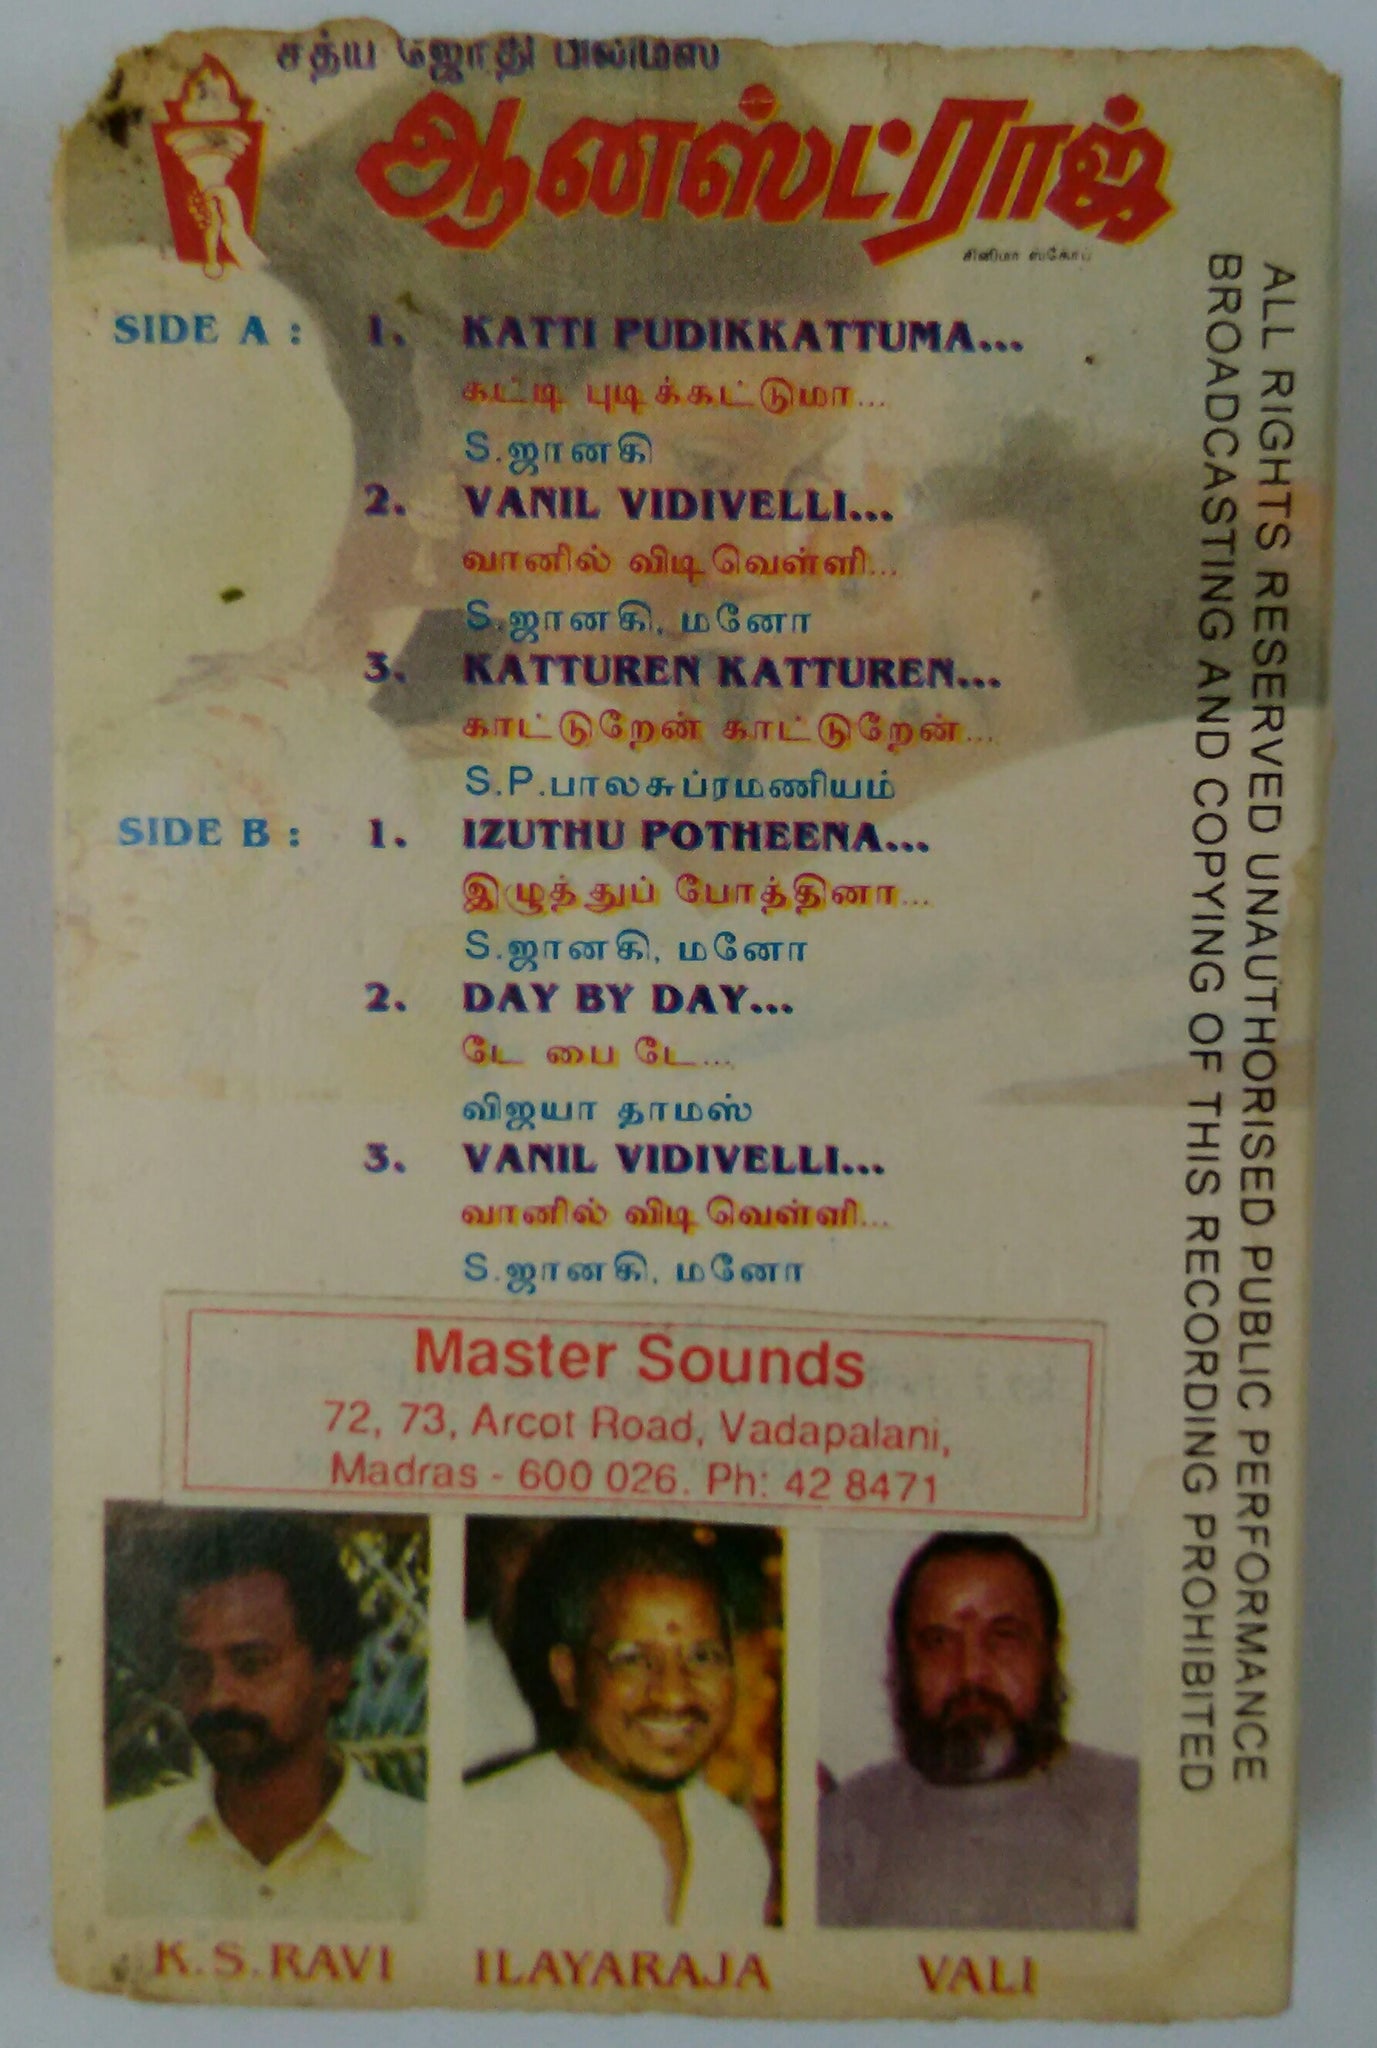 சத்ய ஜோதி பிலிம்ஸ்
ஆனஸ்ட்ராஜ்
சினிமா ஸ்கோப்
SIDE A : 1. KATTI PUDIKKATTUMA...
கட்டி புடிக்கட்டுமா...
S.ஜானகி
2. VANIL VIDIVELLI...
வானில் விடிவெள்ளி...
S.ஜானகி, மனோ
3. KATTUREN KATTUREN...
காட்டுறேன் காட்டுறேன்...
S.P.பாலசுப்ரமணியம்
SIDE B : 1. IZUTHU POTHEENA...
இழுத்துப் போத்தினா...
S.ஜானகி, மனோ
2. DAY BY DAY...
டே பை டே...
விஜயா தாமஸ்
3. VANIL VIDIVELLI...
வானில் விடிவெள்ளி...
S.ஜானகி, மனோ
Master Sounds
72, 73, Arcot Road, Vadapalani,
Madras - 600 026. Ph: 42 8471
K.S.RAVI ILAYARAJA VALI
ALL RIGHTS RESERVED UNAUTHORISED PUBLIC PERFORMANCE
BROADCASTING AND COPYING OF THIS RECORDING PROHIBITED